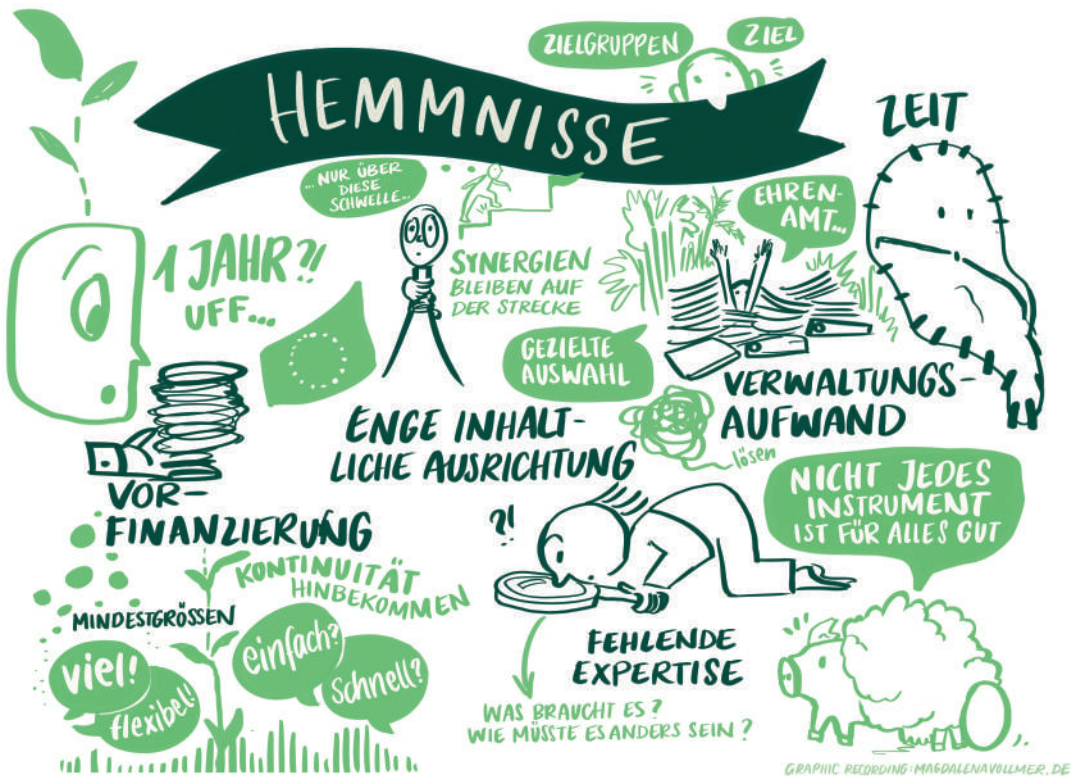 ZIELGRUPPEN
ZIEL
HEMMNISSE
ZEIT
...NUR ÜBER
DIESE
SCHWELLE...
EHREN-
AMT...
1 JAHR?!
UFF...
SYNERGIEN
BLEIBEN AUF
DER STRECKE
GEZIELTE
AUSWAHL
VERWALTUNGS-
AUFWAND
ENGE INHALT-
LICHE AUSRICHTUNG
lösen
VOR-
FINANZIERUNG
NICHT JEDES
INSTRUMENT
IST FÜR ALLES GUT
?!
KONTINUITÄT
HINBEKOMMEN
MINDESTGRÖSSEN
viel!
flexibel!
einfach?
schnell?
FEHLENDE
EXPERTISE
WAS BRAUCHT ES?
WIE MÜSSTE ES ANDERS SEIN?
GRAPHIC RECORDING: MAGDALENAVOLLMER.DE